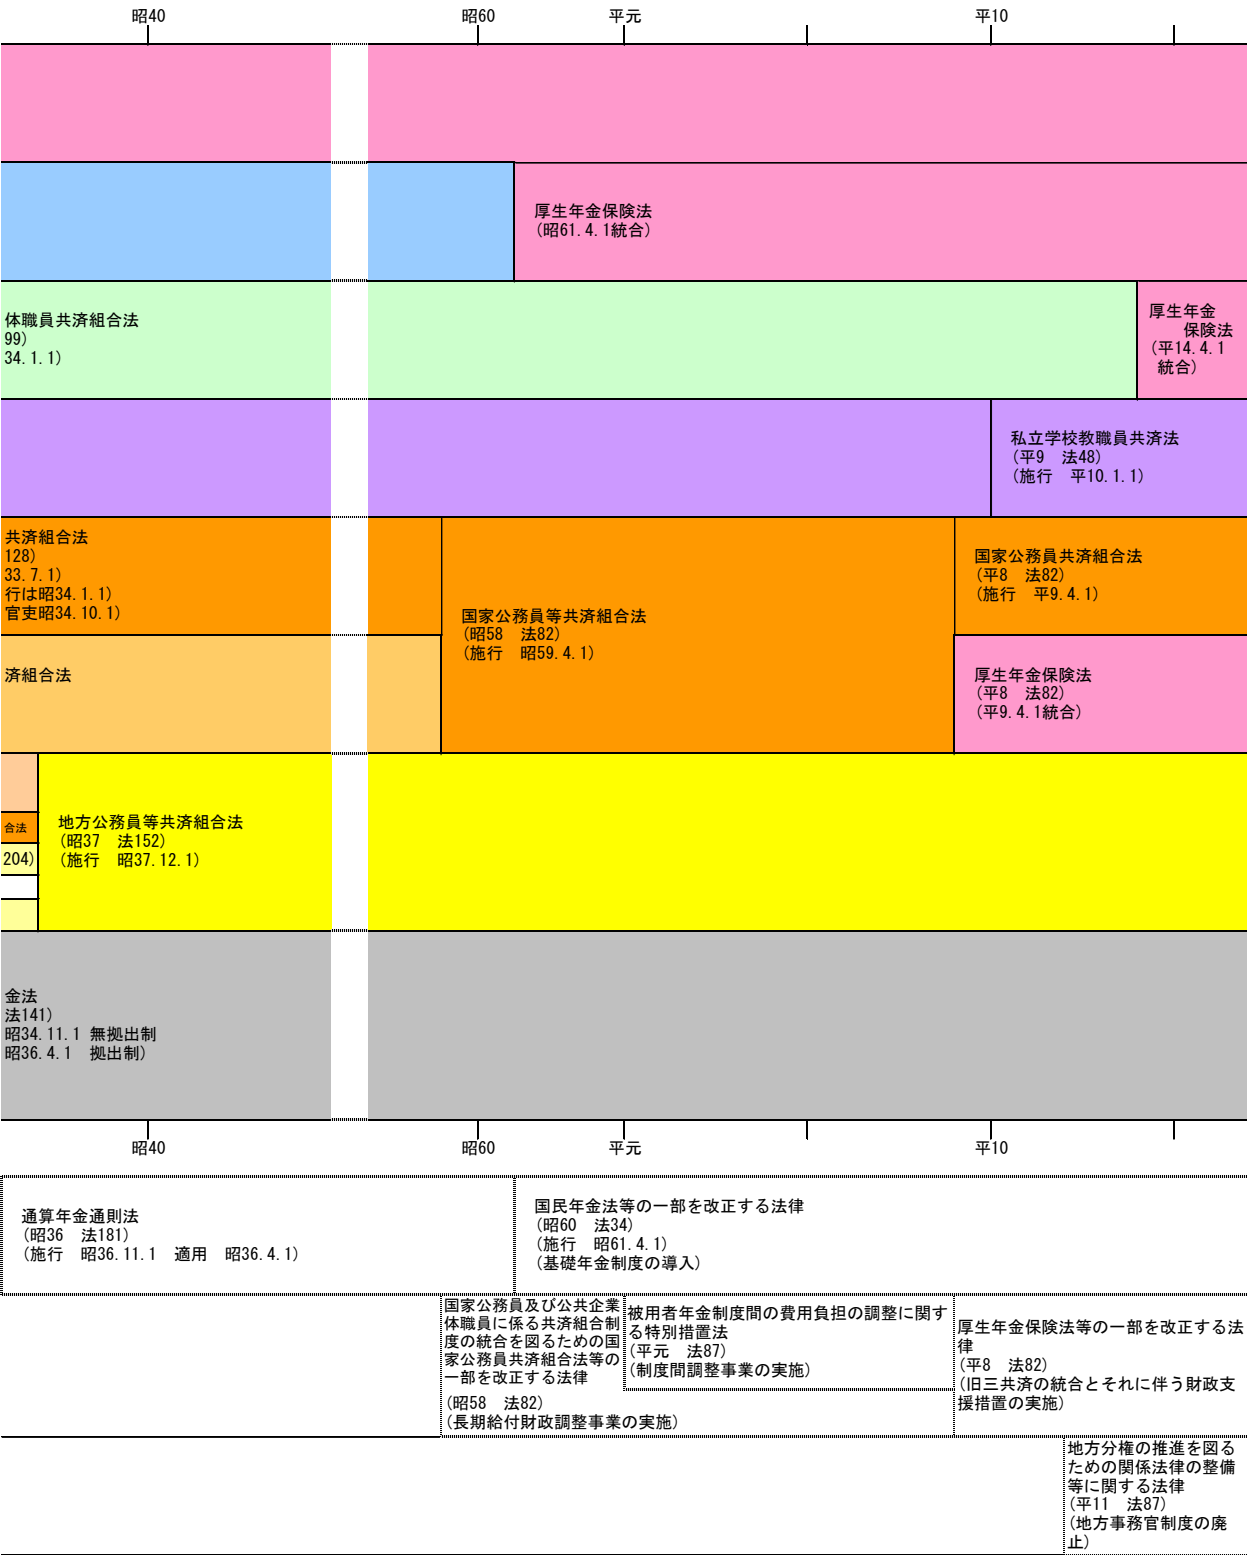 昭40
昭60
平元
平10
厚生年金保険法
(昭61.4.1統合)
体職員共済組合法
99)
34.1.1)
厚生年金
保険法
(平14.4.1
統合)
私立学校教職員共済法
(平9　法48)
(施行　平10.1.1)
共済組合法
128)
33.7.1)
行は昭34.1.1)
官吏昭34.10.1)
国家公務員等共済組合法
(昭58　法82)
(施行　昭59.4.1)
国家公務員共済組合法
(平8　法82)
(施行　平9.4.1)
済組合法
厚生年金保険法
(平8　法82)
(平9.4.1統合)
合法
204)
地方公務員等共済組合法
(昭37　法152)
(施行　昭37.12.1)
金法
法141)
昭34.11.1 無拠出制
昭36.4.1　拠出制)
昭40
昭60
平元
平10
通算年金通則法
(昭36　法181)
(施行　昭36.11.1　適用　昭36.4.1)
国民年金法等の一部を改正する法律
(昭60　法34)
(施行　昭61.4.1)
(基礎年金制度の導入)
国家公務員及び公共企業
体職員に係る共済組合制
度の統合を図るための国
家公務員共済組合法等の
一部を改正する法律
(昭58　法82)
(長期給付財政調整事業の実施)
被用者年金制度間の費用負担の調整に関す
る特別措置法
(平元　法87)
(制度間調整事業の実施)
厚生年金保険法等の一部を改正する法
律
(平8　法82)
(旧三共済の統合とそれに伴う財政支
援措置の実施)
地方分権の推進を図る
ための関係法律の整備
等に関する法律
(平11　法87)
(地方事務官制度の廃
止)